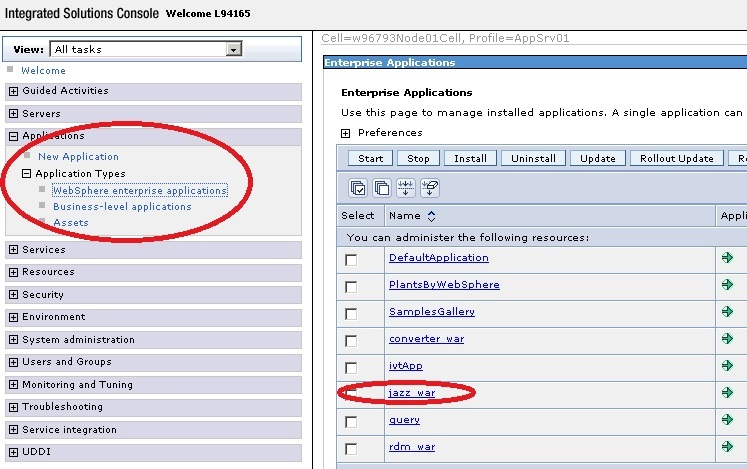 Integrated Solutions Console Welcome L94165
View: All tasks
Welcome
Guided Activities
Servers
Applications
New Application
Application Types
WebSphere enterprise applications
Business-level applications
Assets
Services
Resources
Security
Environment
System administration
Users and Groups
Monitoring and Tuning
Troubleshooting
Service integration
UDDI
Cell=w96793Node01Cell, Profile=AppSrv01
Enterprise Applications
Enterprise Applications
Use this page to manage installed applications. A single application can
Preferences
Start Stop Install Uninstall Update Rollout Update R
Select Name Appli
You can administer the following resources:
DefaultApplication
PlantsByWebSphere
SamplesGallery
converter_war
ivtApp
jazz_war
query
rdm_war